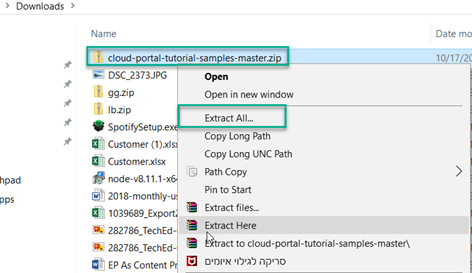 Downloads
Name
Date mo
cloud-portal-tutorial-samples-master.zip
10/17/20
DSC_2373.JPG
Open
gg.zip
Open in new window
lb.zip
SpotifySetup.exe
Extract All...
Customer (1).xlsx
Copy Long Path
Customer.xlsx
Copy Long UNC Path
node-v8.11.1-x64
Path Copy
2018-monthly-us
Pin to Start
1039689_Export2
Extract files...
282786_TechEd-
Extract Here
282786_TechEd-
Extract to cloud-portal-tutorial-samples-master\
EP As Content P
סריקה לגילוי איומים
hpad
pps